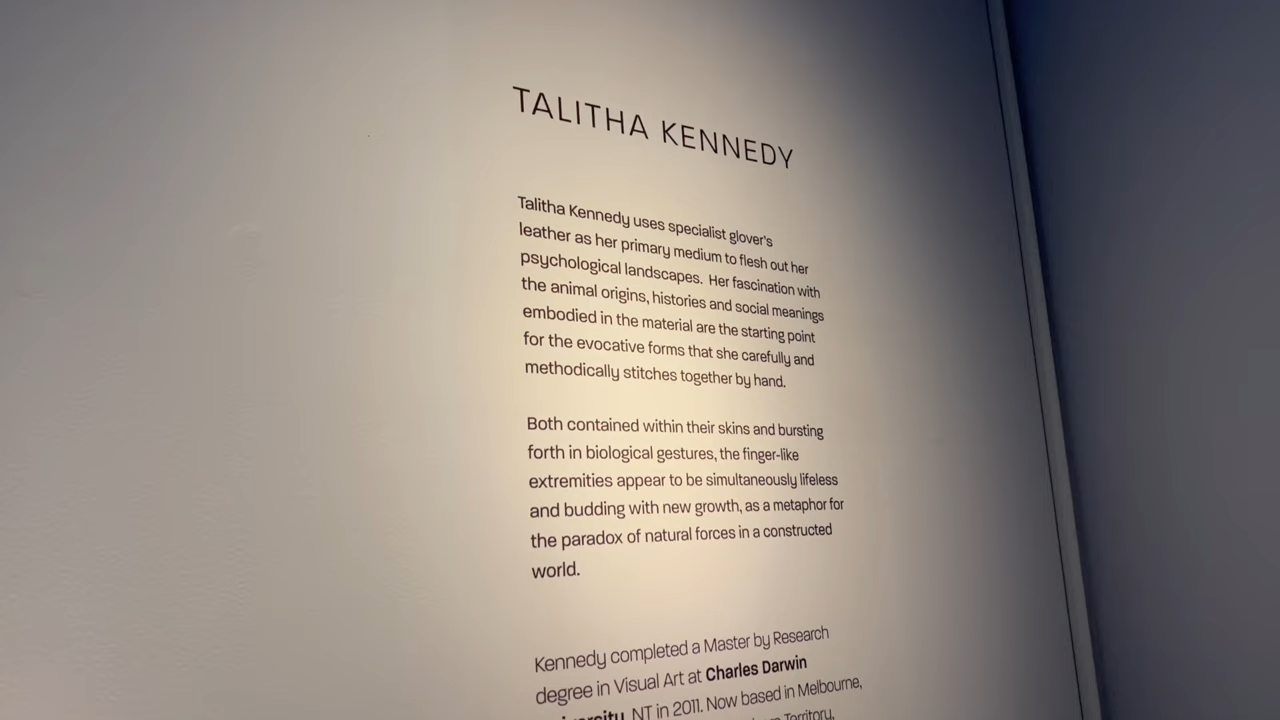 TALITHA KENNEDY
Talitha Kennedy uses specialist glover's
leather as her primary medium to flesh out her
psychological landscapes. Her fascination with
the animal origins, histories and social meanings
embodied in the material are the starting point
for the evocative forms that she carefully and
methodically stitches together by hand.
Both contained within their skins and bursting
forth in biological gestures, the finger-like
extremities appear to be simultaneously lifeless
and budding with new growth, as a metaphor for
the paradox of natural forces in a constructed
world.
Kennedy completed a Master by Research
degree in Visual Art at Charles Darwin
NT in 2011. Now based in Melbourne,
Territory,